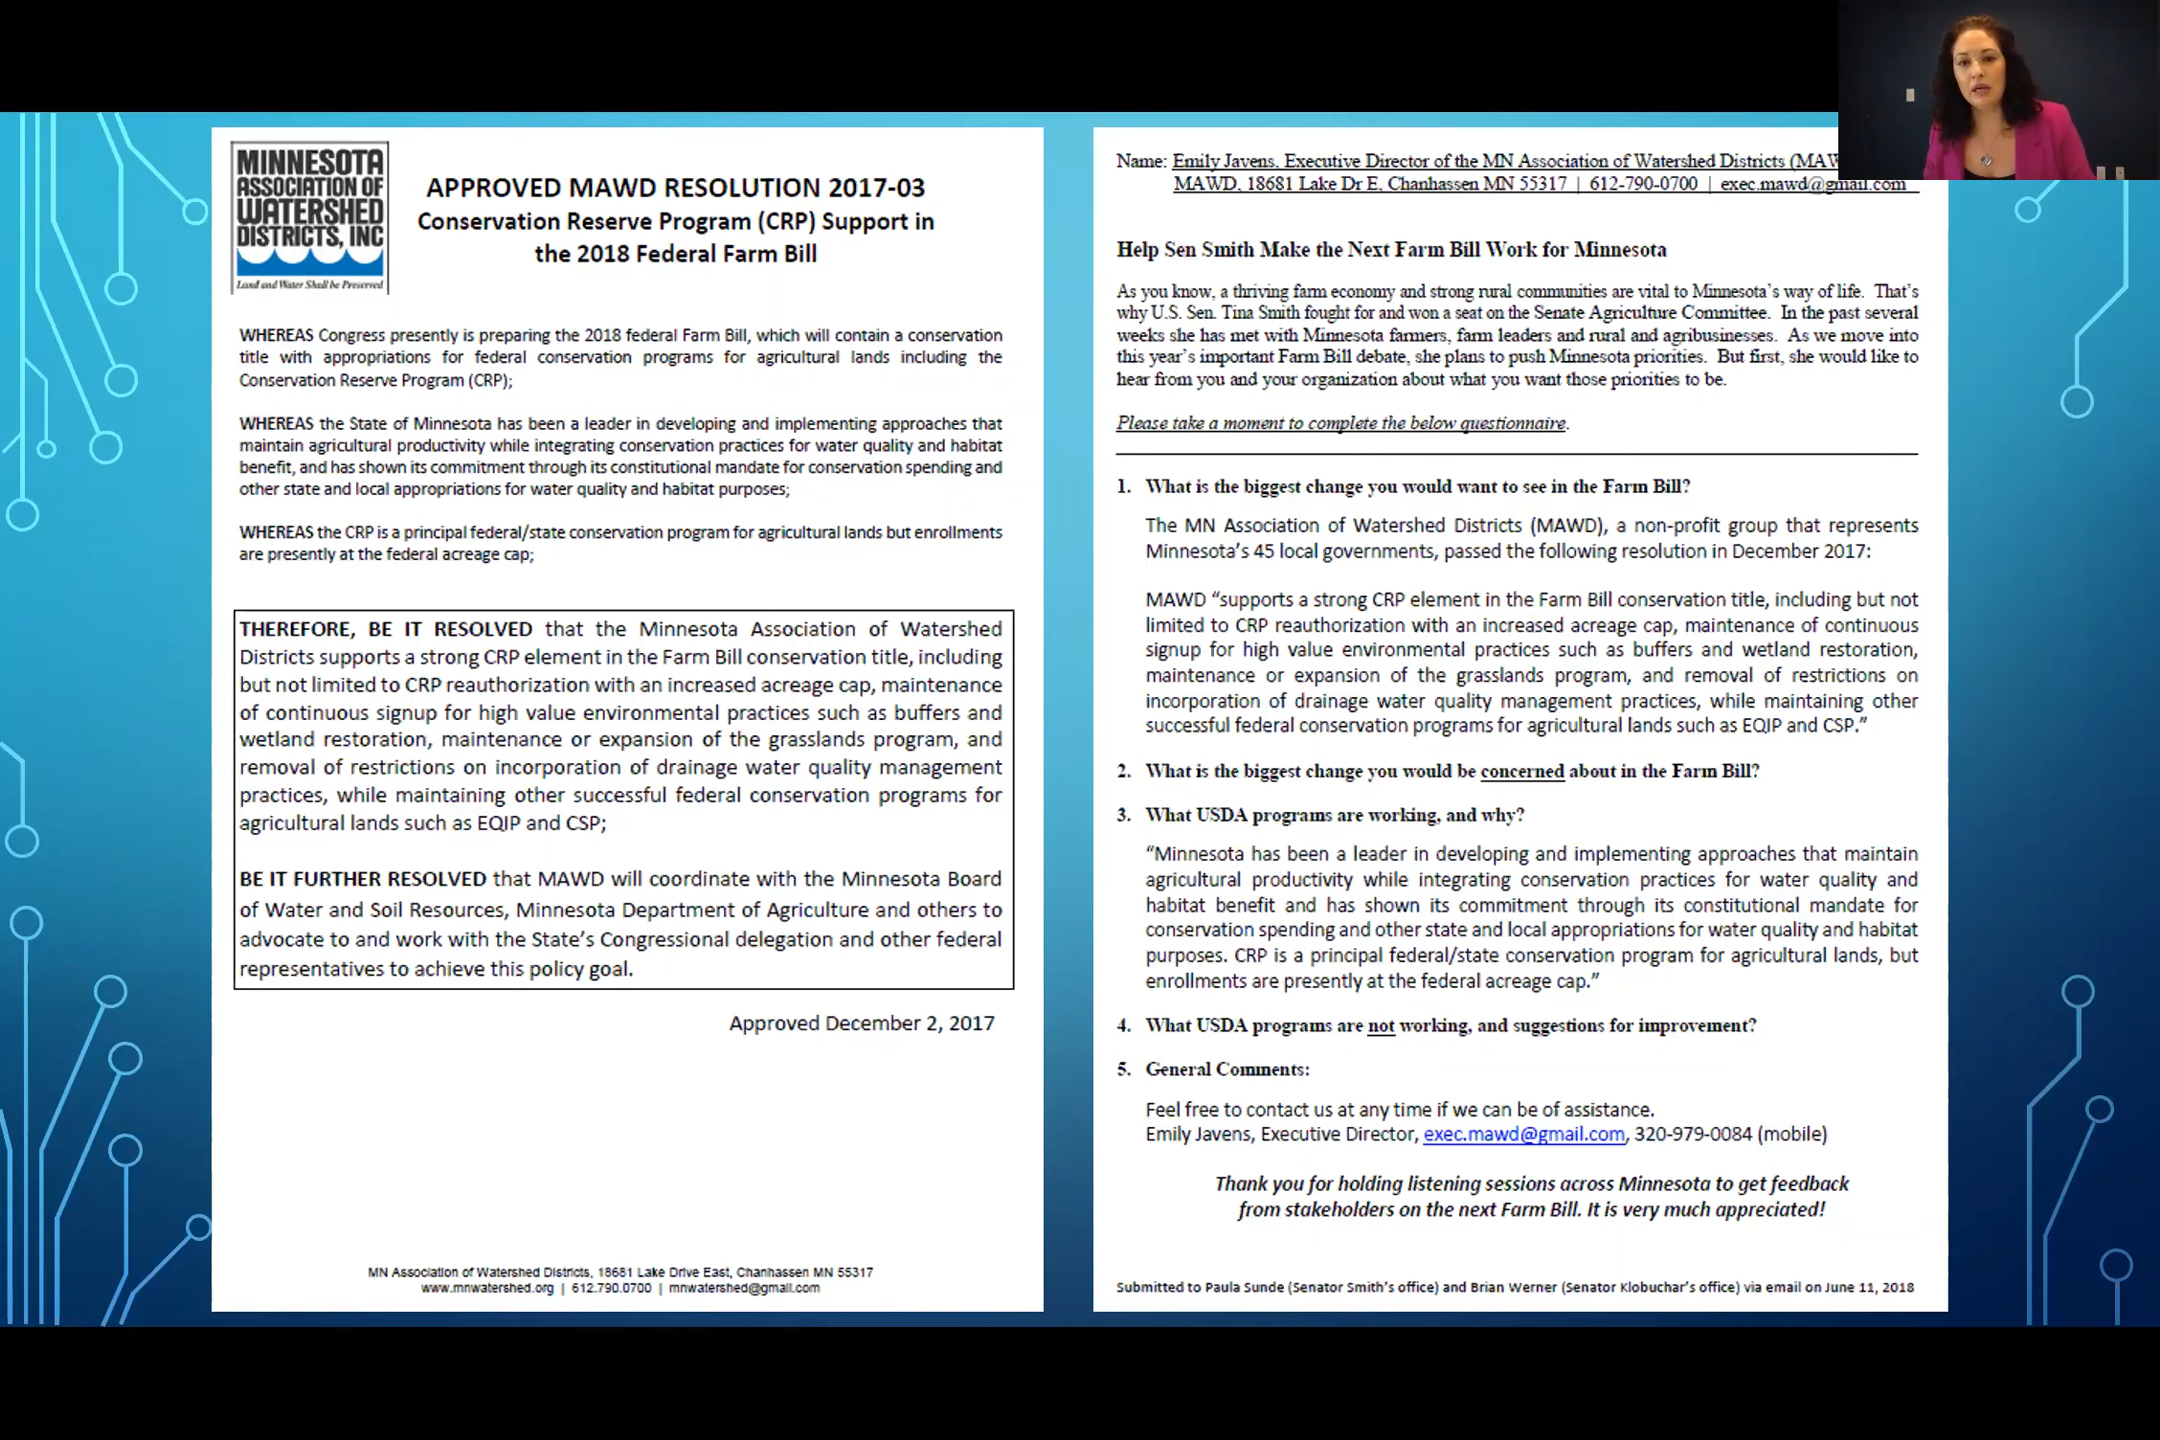 MINNESOTA
ASSOCIATION OF
WATERSHED
DISTRICTS, INC
Land and Water Shall be Preserved
APPROVED MAWD RESOLUTION 2017-03
Conservation Reserve Program (CRP) Support in
the 2018 Federal Farm Bill
WHEREAS Congress presently is preparing the 2018 federal Farm Bill, which will contain a conservation
title with appropriations for federal conservation programs for agricultural lands including the
Conservation Reserve Program (CRP);
WHEREAS the State of Minnesota has been a leader in developing and implementing approaches that
maintain agricultural productivity while integrating conservation practices for water quality and habitat
benefit, and has shown its commitment through its constitutional mandate for conservation spending and
other state and local appropriations for water quality and habitat purposes;
WHEREAS the CRP is a principal federal/state conservation program for agricultural lands but enrollments
are presently at the federal acreage cap;
THEREFORE, BE IT RESOLVED that the Minnesota Association of Watershed
Districts supports a strong CRP element in the Farm Bill conservation title, including
but not limited to CRP reauthorization with an increased acreage cap, maintenance
of continuous signup for high value environmental practices such as buffers and
wetland restoration, maintenance or expansion of the grasslands program, and
removal of restrictions on incorporation of drainage water quality management
practices, while maintaining other successful federal conservation programs for
agricultural lands such as EQIP and CSP;
BE IT FURTHER RESOLVED that MAWD will coordinate with the Minnesota Board
of Water and Soil Resources, Minnesota Department of Agriculture and others to
advocate to and work with the State's Congressional delegation and other federal
representatives to achieve this policy goal.
Approved December 2, 2017
MN Association of Watershed Districts, 18681 Lake Drive East, Chanhassen MN 55317
www.mnwatershed.org | 612.790.0700 | mnwatershed@gmail.com
Name: Emily Javens, Executive Director of the MN Association of Watershed Districts (MAW
MAWD, 18681 Lake Dr E, Chanhassen MN 55317 | 612-790-0700 | exec.mawd@gmail.com
Help Sen Smith Make the Next Farm Bill Work for Minnesota
As you know, a thriving farm economy and strong rural communities are vital to Minnesota's way of life. That's
why U.S. Sen. Tina Smith fought for and won a seat on the Senate Agriculture Committee. In the past several
weeks she has met with Minnesota farmers, farm leaders and rural and agribusinesses. As we move into
this year's important Farm Bill debate, she plans to push Minnesota priorities. But first, she would like to
hear from you and your organization about what you want those priorities to be.
Please take a moment to complete the below questionnaire.
1. What is the biggest change you would want to see in the Farm Bill?
The MN Association of Watershed Districts (MAWD), a non-profit group that represents
Minnesota's 45 local governments, passed the following resolution in December 2017:
MAWD "supports a strong CRP element in the Farm Bill conservation title, including but not
limited to CRP reauthorization with an increased acreage cap, maintenance of continuous
signup for high value environmental practices such as buffers and wetland restoration,
maintenance or expansion of the grasslands program, and removal of restrictions on
incorporation of drainage water quality management practices, while maintaining other
successful federal conservation programs for agricultural lands such as EQIP and CSP."
2. What is the biggest change you would be concerned about in the Farm Bill?
3. What USDA programs are working, and why?
"Minnesota has been a leader in developing and implementing approaches that maintain
agricultural productivity while integrating conservation practices for water quality and
habitat benefit and has shown its commitment through its constitutional mandate for
conservation spending and other state and local appropriations for water quality and habitat
purposes. CRP is a principal federal/state conservation program for agricultural lands, but
enrollments are presently at the federal acreage cap."
4. What USDA programs are not working, and suggestions for improvement?
5. General Comments:
Feel free to contact us at any time if we can be of assistance.
Emily Javens, Executive Director, exec.mawd@gmail.com, 320-979-0084 (mobile)
Thank you for holding listening sessions across Minnesota to get feedback
from stakeholders on the next Farm Bill. It is very much appreciated!
Submitted to Paula Sunde (Senator Smith's office) and Brian Werner (Senator Klobuchar's office) via email on June 11, 2018